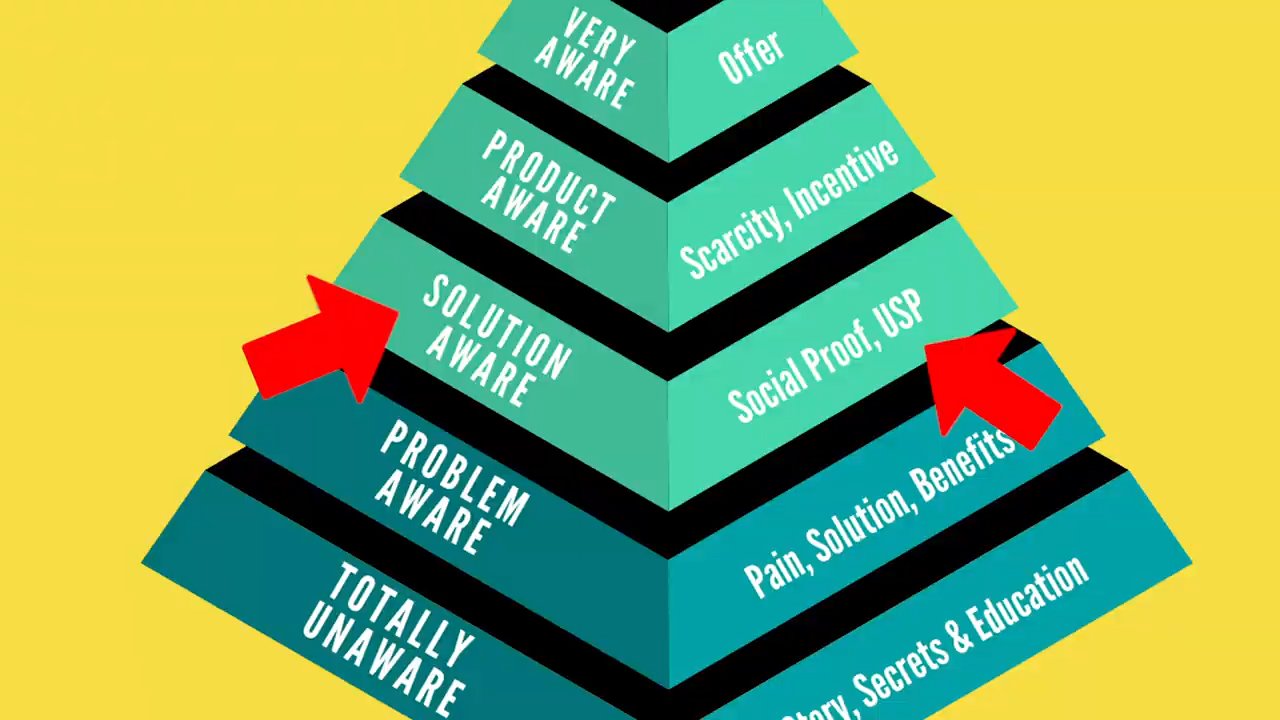 VERY
AWARE
Offer
PRODUCT
AWARE
Scarcity, Incentive
SOLUTION
AWARE
Social Proof, USP
PROBLEM
AWARE
Pain, Solution, Benefits
TOTALLY
UNAWARE
Story, Secrets & Education